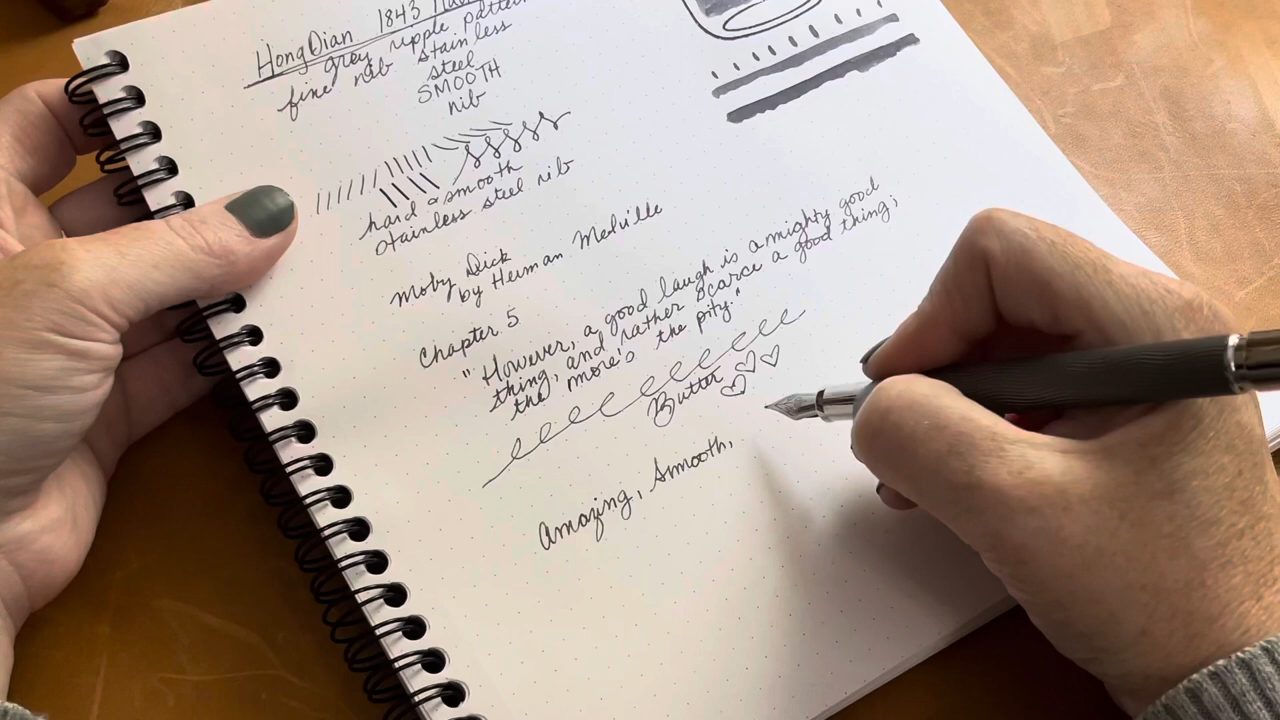 HongDian 1843
fine grey ripple pattern
nib stainless
steel
SMOOTH
nib
hard & smooth
stainless steel nib
Moby Dick
by Herman Melville
Chapter 5
"However, a good laugh is a mighty good
thing, and rather scarce a good thing;
the more's the pity."
Butter
Amazing, Smooth,